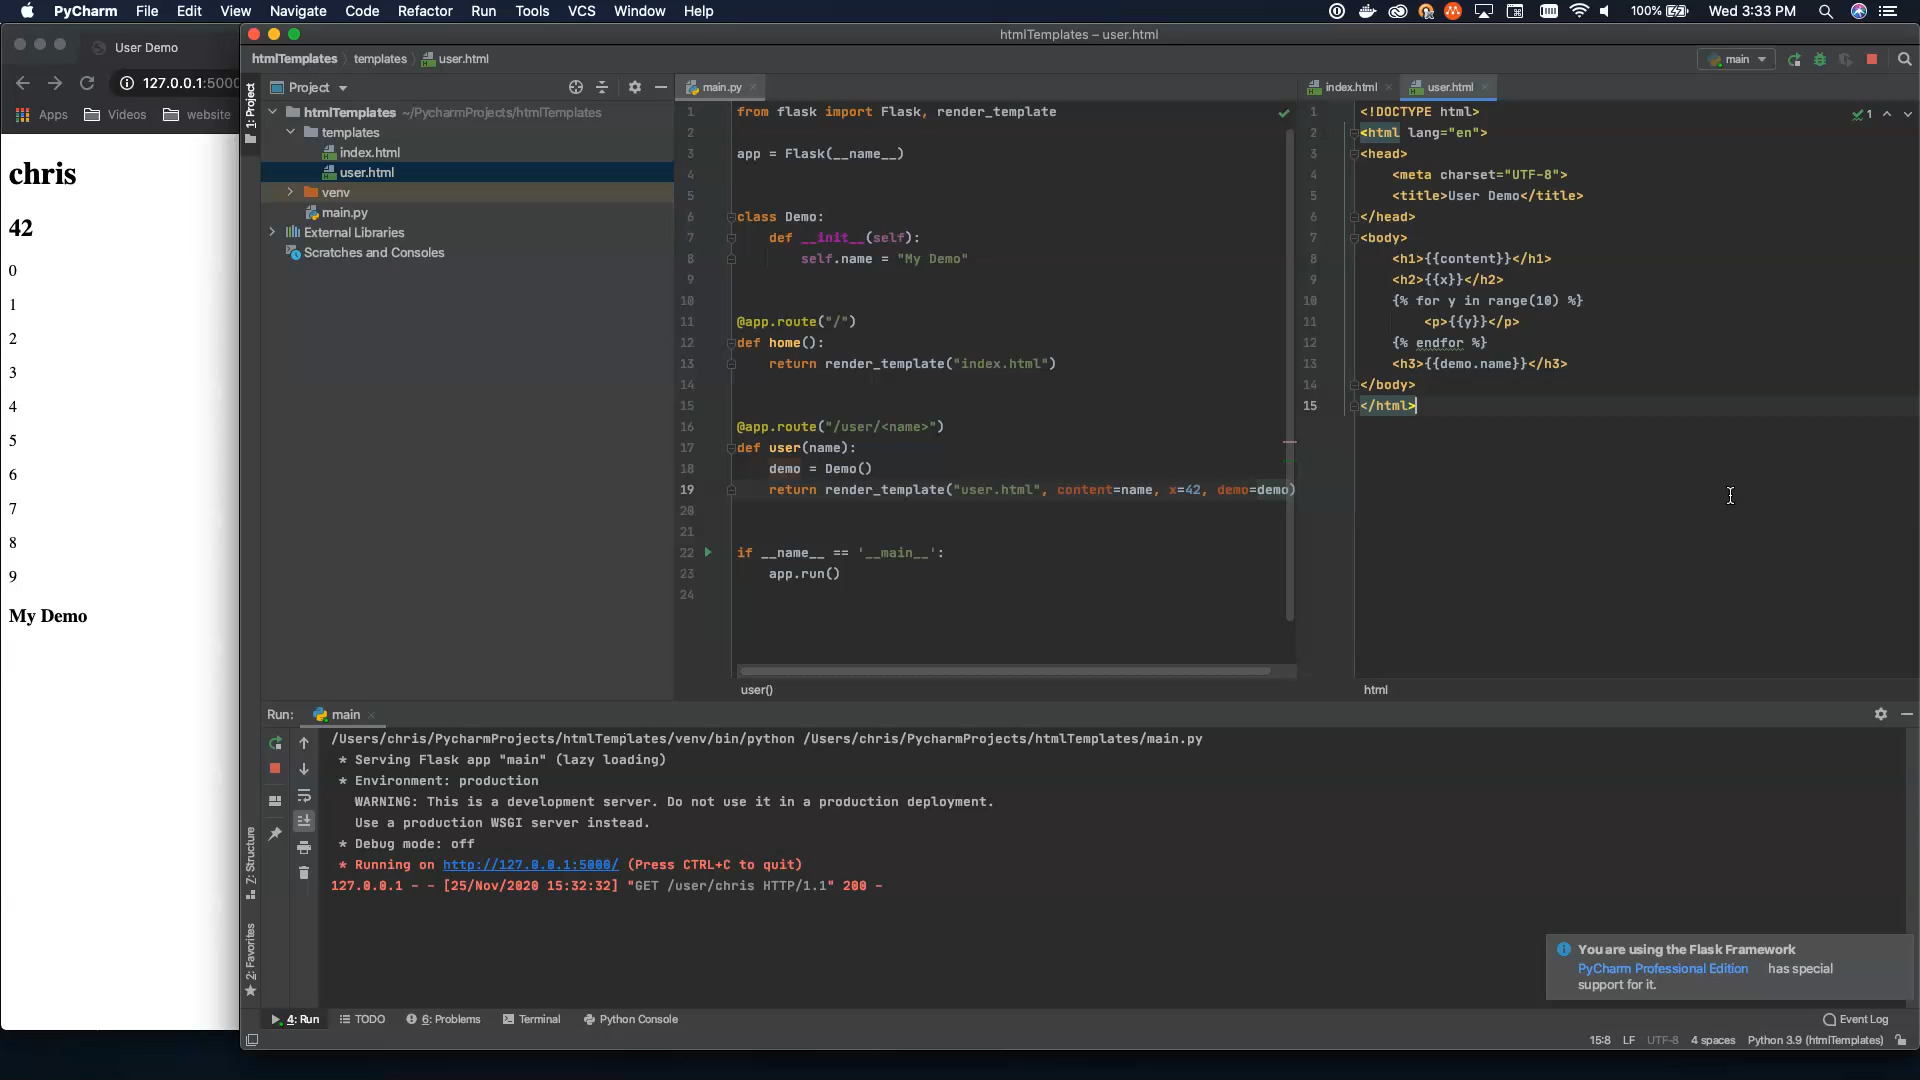 PyCharm File Edit View Navigate Code Refactor Run Tools VCS Window Help 100% Wed 3:33 PM
User Demo
127.0.0.1:5000
Apps Videos website
chris
42
0
1
2
3
4
5
6
7
8
9
My Demo
htmlTemplates – user.html
htmlTemplates templates user.html main
1: Project
Project
htmlTemplates ~/PycharmProjects/htmlTemplates
templates
index.html
user.html
venv
main.py
External Libraries
Scratches and Consoles
main.py
1 from flask import Flask, render_template
2
3 app = Flask(__name__)
4
5
6 class Demo:
7 def __init__(self):
8 self.name = "My Demo"
9
10
11 @app.route("/")
12 def home():
13 return render_template("index.html")
14
15
16 @app.route("/user/<name>")
17 def user(name):
18 demo = Demo()
19 return render_template("user.html", content=name, x=42, demo=demo)
20
21
22 if __name__ == '__main__':
23 app.run()
24
user()
index.html user.html
1 <!DOCTYPE html>
2 <html lang="en">
3 <head>
4 <meta charset="UTF-8">
5 <title>User Demo</title>
6 </head>
7 <body>
8 <h1>{{content}}</h1>
9 <h2>{{x}}</h2>
10 {% for y in range(10) %}
11 <p>{{y}}</p>
12 {% endfor %}
13 <h3>{{demo.name}}</h3>
14 </body>
15 </html>
1
html
Run: main
/Users/chris/PycharmProjects/htmlTemplates/venv/bin/python /Users/chris/PycharmProjects/htmlTemplates/main.py
* Serving Flask app "main" (lazy loading)
* Environment: production
WARNING: This is a development server. Do not use it in a production deployment.
Use a production WSGI server instead.
* Debug mode: off
* Running on http://127.0.0.1:5000/ (Press CTRL+C to quit)
127.0.0.1 - - [25/Nov/2020 15:32:32] "GET /user/chris HTTP/1.1" 200 -
7: Structure
2: Favorites
You are using the Flask Framework
PyCharm Professional Edition has special
support for it.
4: Run TODO 6: Problems Terminal Python Console Event Log
15:8 LF UTF-8 4 spaces Python 3.9 (htmlTemplates)